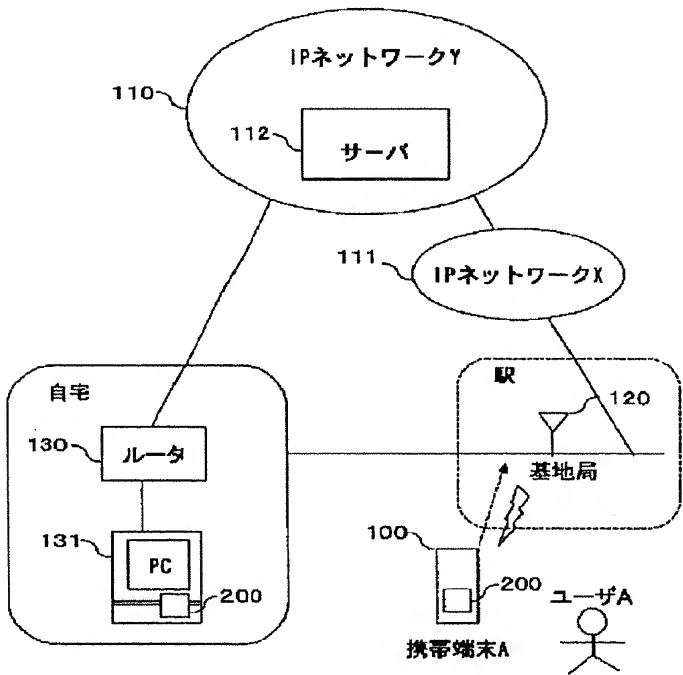 IPネットワークY
110
112
サーバ
111
IPネットワークX
駅
自宅
120
130
ルータ
基地局
131
100
PC
200
200
ユーザA
携帯端末A